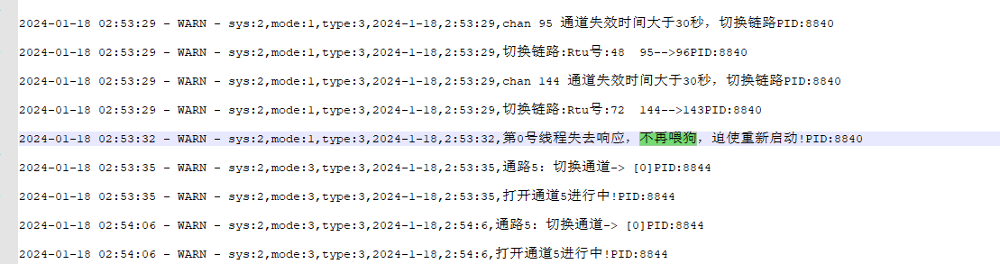 2024-01-18 02:53:29 - WARN - sys:2,mode:1,type:3,2024-1-18,2:53:29,chan 95 通道失效时间大于30秒，切换链路PID:8840
2024-01-18 02:53:29 - WARN - sys:2,mode:1,type:3,2024-1-18,2:53:29,切换链路:Rtu号:48  95-->96PID:8840
2024-01-18 02:53:29 - WARN - sys:2,mode:1,type:3,2024-1-18,2:53:29,chan 144 通道失效时间大于30秒，切换链路PID:8840
2024-01-18 02:53:29 - WARN - sys:2,mode:1,type:3,2024-1-18,2:53:29,切换链路:Rtu号:72  144-->143PID:8840
2024-01-18 02:53:32 - WARN - sys:2,mode:1,type:3,2024-1-18,2:53:32,第0号线程失去响应，不再喂狗，迫使重新启动!PID:8840
2024-01-18 02:53:35 - WARN - sys:2,mode:3,type:3,2024-1-18,2:53:35,通路5：切换通道-> [0]PID:8844
2024-01-18 02:53:35 - WARN - sys:2,mode:3,type:3,2024-1-18,2:53:35,打开通道5进行中!PID:8844
2024-01-18 02:54:06 - WARN - sys:2,mode:3,type:3,2024-1-18,2:54:6,通路5：切换通道-> [0]PID:8844
2024-01-18 02:54:06 - WARN - sys:2,mode:3,type:3,2024-1-18,2:54:6,打开通道5进行中!PID:8844